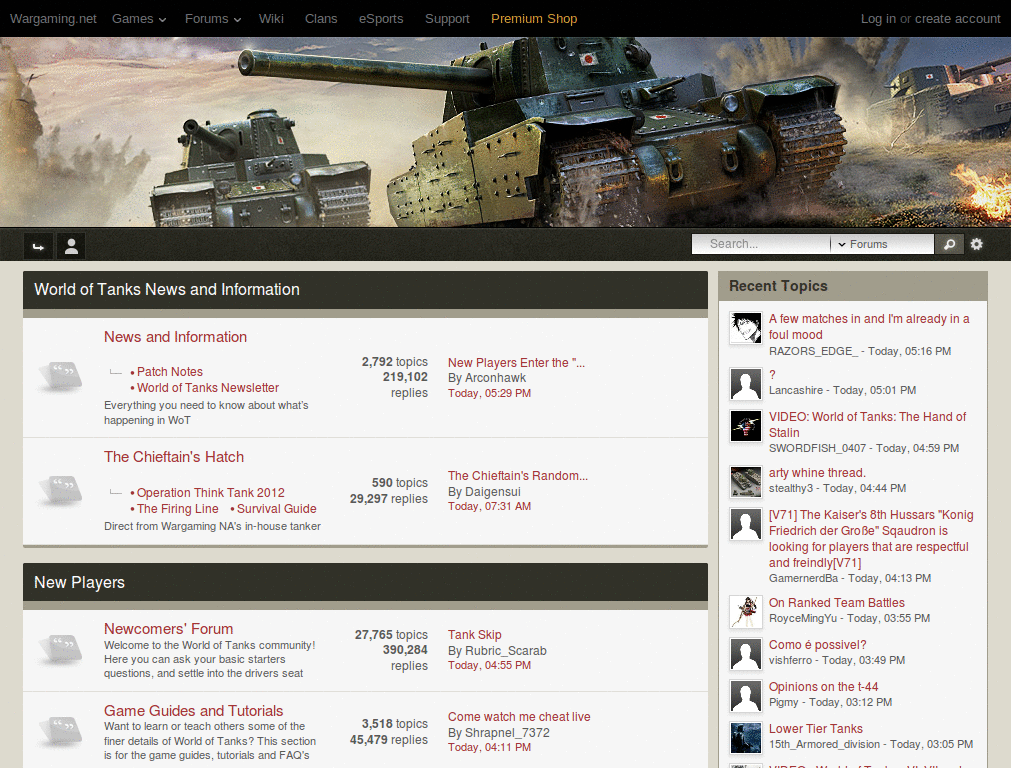 Wargaming.net Games Forums Wiki Clans eSports Support Premium Shop Log in or create account
Search... Forums
World of Tanks News and Information
News and Information
• Patch Notes
• World of Tanks Newsletter
Everything you need to know about what's
happening in WoT
2,792 topics
219,102
replies
New Players Enter the "...
By Arconhawk
Today, 05:29 PM
The Chieftain's Hatch
• Operation Think Tank 2012
• The Firing Line • Survival Guide
Direct from Wargaming NA's in-house tanker
590 topics
29,297 replies
The Chieftain's Random...
By Daigensui
Today, 07:31 AM
New Players
Newcomers' Forum
Welcome to the World of Tanks community!
Here you can ask your basic starters
questions, and settle into the drivers seat
27,765 topics
390,284
replies
Tank Skip
By Rubric_Scarab
Today, 04:55 PM
Game Guides and Tutorials
Want to learn or teach others some of the
finer details of World of Tanks? This section
is for the game guides, tutorials and FAQ's
3,518 topics
45,479 replies
Come watch me cheat live
By Shrapnel_7372
Today, 04:11 PM
Recent Topics
A few matches in and I'm already in a
foul mood
RAZORS_EDGE_ - Today, 05:16 PM
?
Lancashire - Today, 05:01 PM
VIDEO: World of Tanks: The Hand of
Stalin
SWORDFISH_0407 - Today, 04:59 PM
arty whine thread.
stealthy3 - Today, 04:44 PM
[V71] The Kaiser's 8th Hussars "Konig
Friedrich der Große" Sqaudron is
looking for players that are respectful
and freindly[V71]
GamernerdBa - Today, 04:13 PM
On Ranked Team Battles
RoyceMingYu - Today, 03:55 PM
Como é possivel?
vishferro - Today, 03:49 PM
Opinions on the t-44
Pigmy - Today, 03:12 PM
Lower Tier Tanks
15th_Armored_division - Today, 03:05 PM